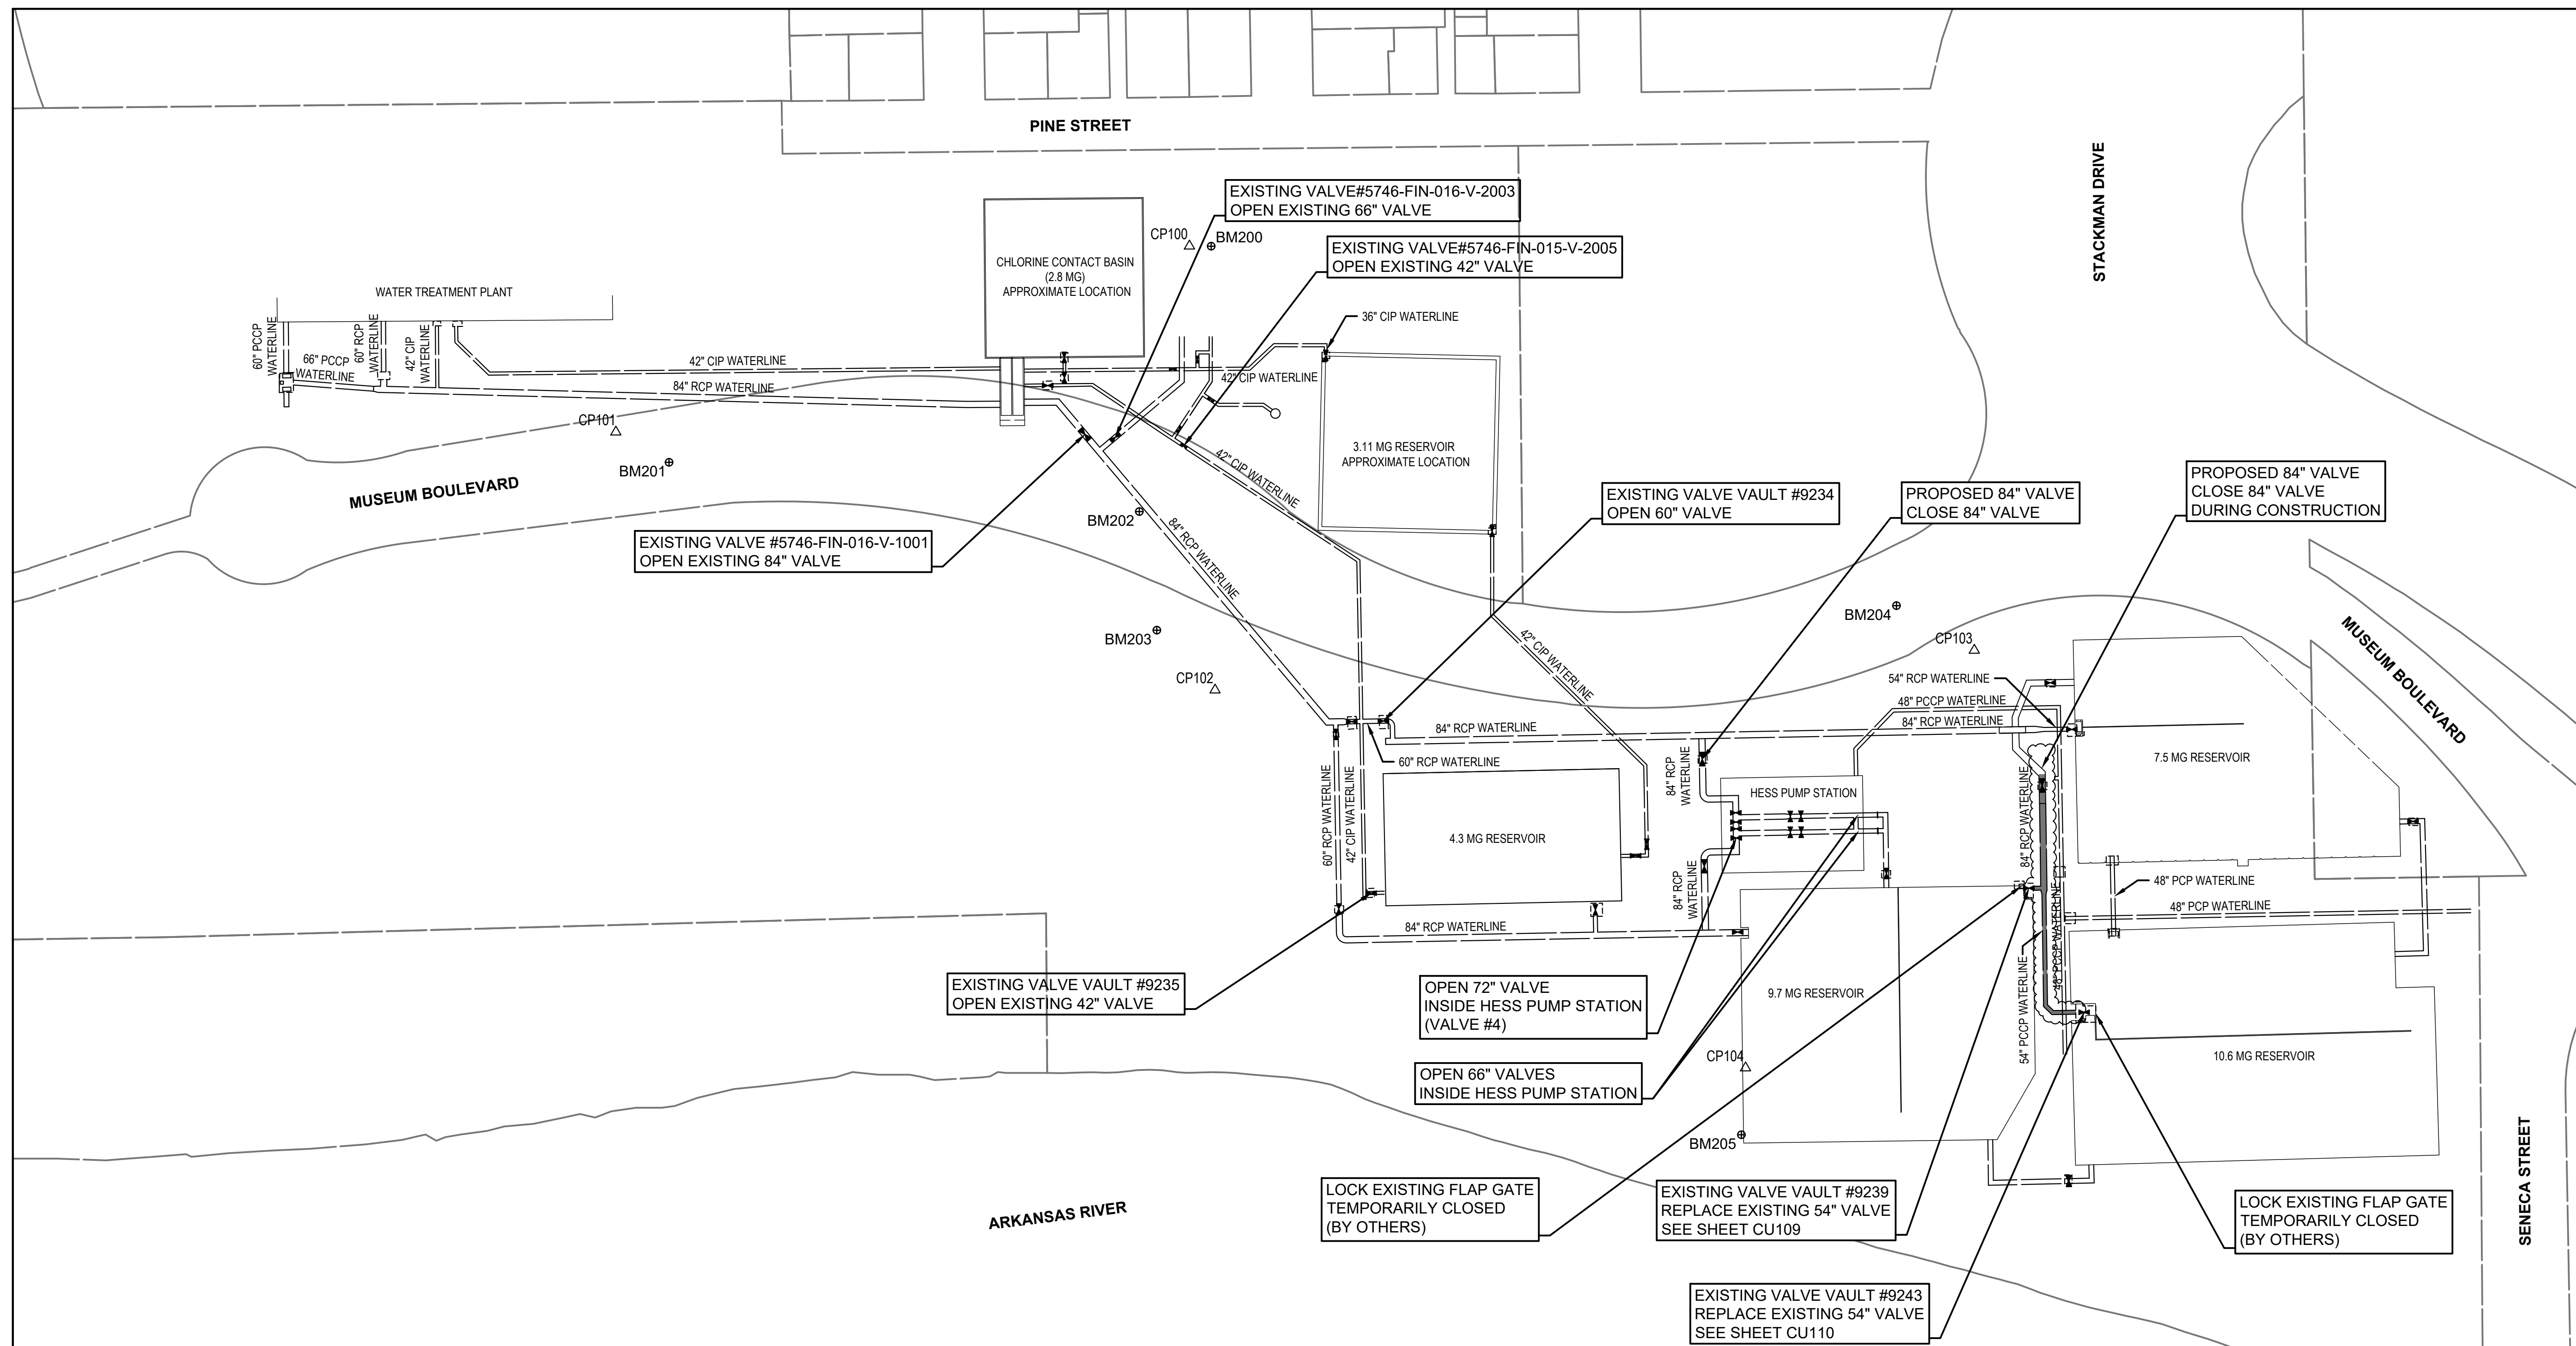 PINE STREET
STACKMAN DRIVE
EXISTING VALVE#5746-FIN-016-V-2003
OPEN EXISTING 66" VALVE
CP100
BM200
EXISTING VALVE#5746-FIN-015-V-2005
OPEN EXISTING 42" VALVE
CHLORINE CONTACT BASIN
(2.8 MG)
APPROXIMATE LOCATION
WATER TREATMENT PLANT
36" CIP WATERLINE
60" PCCP
WATERLINE
66" PCCP
WATERLINE
60" RCP
WATERLINE
42" CIP
WATERLINE
42" CIP WATERLINE
84" RCP WATERLINE
42" CIP WATERLINE
CP101
BM201
MUSEUM BOULEVARD
42" CIP WATERLINE
3.11 MG RESERVOIR
APPROXIMATE LOCATION
BM202
84" RCP WATERLINE
EXISTING VALVE #5746-FIN-016-V-1001
OPEN EXISTING 84" VALVE
EXISTING VALVE VAULT #9234
OPEN 60" VALVE
PROPOSED 84" VALVE
CLOSE 84" VALVE
PROPOSED 84" VALVE
CLOSE 84" VALVE
DURING CONSTRUCTION
BM203
CP102
42" CIP WATERLINE
BM204
CP103
MUSEUM BOULEVARD
54" RCP WATERLINE
48" PCCP WATERLINE
84" RCP WATERLINE
84" RCP WATERLINE
60" RCP WATERLINE
7.5 MG RESERVOIR
84" RCP
WATERLINE
HESS PUMP STATION
60" RCP WATERLINE
42" CIP WATERLINE
4.3 MG RESERVOIR
84" RCP WATERLINE
84" RCP
WATERLINE
48" PCP WATERLINE
48" PCP WATERLINE
84" RCP WATERLINE
48" PCCP WATERLINE
54" PCCP WATERLINE
EXISTING VALVE VAULT #9235
OPEN EXISTING 42" VALVE
OPEN 72" VALVE
INSIDE HESS PUMP STATION
(VALVE #4)
9.7 MG RESERVOIR
10.6 MG RESERVOIR
CP104
OPEN 66" VALVES
INSIDE HESS PUMP STATION
BM205
SENECA STREET
ARKANSAS RIVER
LOCK EXISTING FLAP GATE
TEMPORARILY CLOSED
(BY OTHERS)
EXISTING VALVE VAULT #9239
REPLACE EXISTING 54" VALVE
SEE SHEET CU109
LOCK EXISTING FLAP GATE
TEMPORARILY CLOSED
(BY OTHERS)
EXISTING VALVE VAULT #9243
REPLACE EXISTING 54" VALVE
SEE SHEET CU110